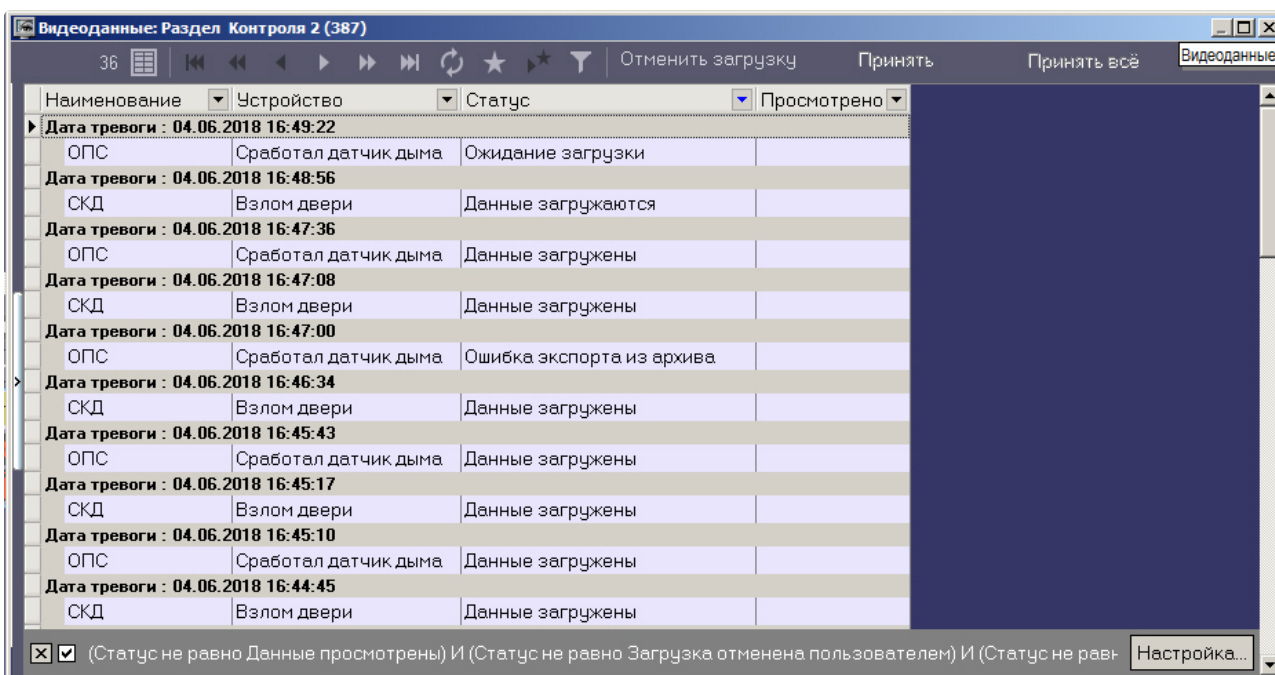 Видеоданные: Раздел Контроля 2 (387)
36 Отменить загрузку Принять Принять всё Видеоданные
Наименование Устройство Статус Просмотрено
Дата тревоги : 04.06.2018 16:49:22
ОПС Сработал датчик дыма Ожидание загрузки
Дата тревоги : 04.06.2018 16:48:56
СКД Взлом двери Данные загружаются
Дата тревоги : 04.06.2018 16:47:36
ОПС Сработал датчик дыма Данные загружены
Дата тревоги : 04.06.2018 16:47:08
СКД Взлом двери Данные загружены
Дата тревоги : 04.06.2018 16:47:00
ОПС Сработал датчик дыма Ошибка экспорта из архива
Дата тревоги : 04.06.2018 16:46:34
СКД Взлом двери Данные загружены
Дата тревоги : 04.06.2018 16:45:43
ОПС Сработал датчик дыма Данные загружены
Дата тревоги : 04.06.2018 16:45:17
СКД Взлом двери Данные загружены
Дата тревоги : 04.06.2018 16:45:10
ОПС Сработал датчик дыма Данные загружены
Дата тревоги : 04.06.2018 16:44:45
СКД Взлом двери Данные загружены
(Статус не равно Данные просмотрены) И (Статус не равно Загрузка отменена пользователем) И (Статус не равн Настройка...